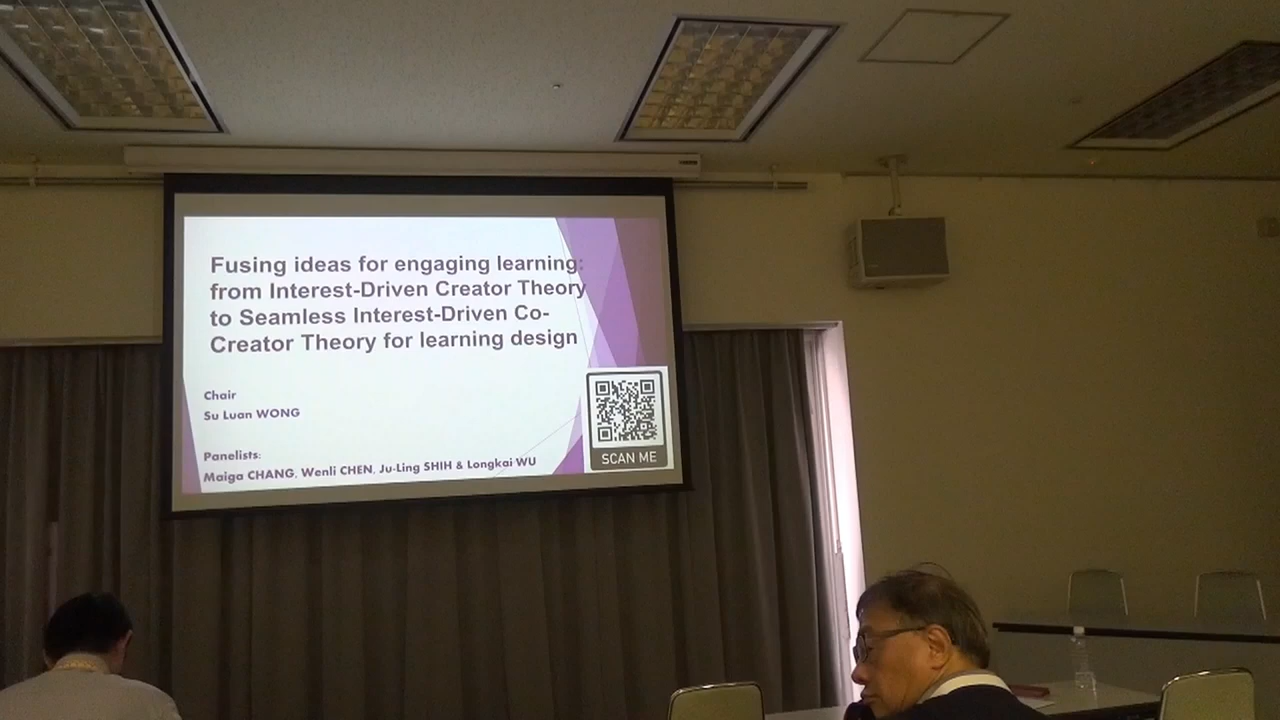 Fusing ideas for engaging learning:
from Interest-Driven Creator Theory
to Seamless Interest-Driven Co-
Creator Theory for learning design
Chair
Su Luan WONG
Panelists:
Maiga CHANG, Wenli CHEN, Ju-Ling SHIH & Longkai WU
SCAN ME